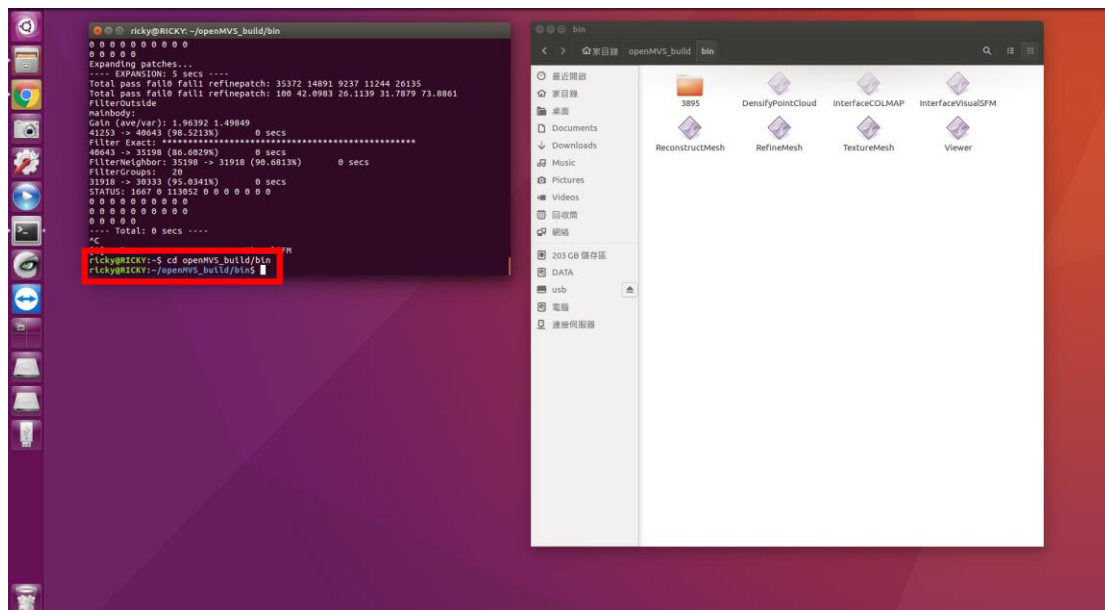 ricky@RICKY: ~/openMVS_build/bin
0 0 0 0 0 0 0 0 0 0
0 0 0 0 0
Expanding patches...
---- EXPANSION: 5 secs ----
Total pass fail0 fail1 refinepatch: 35372 14891 9237 11244 26135
Total pass fail0 fail1 refinepatch: 100 42.0983 26.1139 31.7879 73.8861
FilterOutside
mainbody:
Gain (ave/var): 1.96392 1.49849
41253 -> 40643 (98.5213%) 0 secs
Filter Exact: ****************************************************
40643 -> 35198 (86.6029%) 0 secs
FilterNeighbor: 35198 -> 31918 (90.6813%) 0 secs
FilterGroups: 20
31918 -> 30333 (95.0341%) 0 secs
STATUS: 1667 0 113052 0 0 0 0 0 0 0
0 0 0 0 0 0 0 0 0 0
0 0 0 0 0 0 0 0 0 0
0 0 0 0 0
---- Total: 0 secs ----
^C
ricky@RICKY:~$ cd openMVS_build/bin
ricky@RICKY:~/openMVS_build/bin$
bin
家目錄 openMVS_build bin
最近開啟
家目錄
桌面
Documents
Downloads
Music
Pictures
Videos
回收筒
網絡
203 GB 儲存區
DATA
usb
電腦
連接伺服器
3895 DensifyPointCloud InterfaceCOLMAP InterfaceVisualSFM
ReconstructMesh RefineMesh TextureMesh Viewer